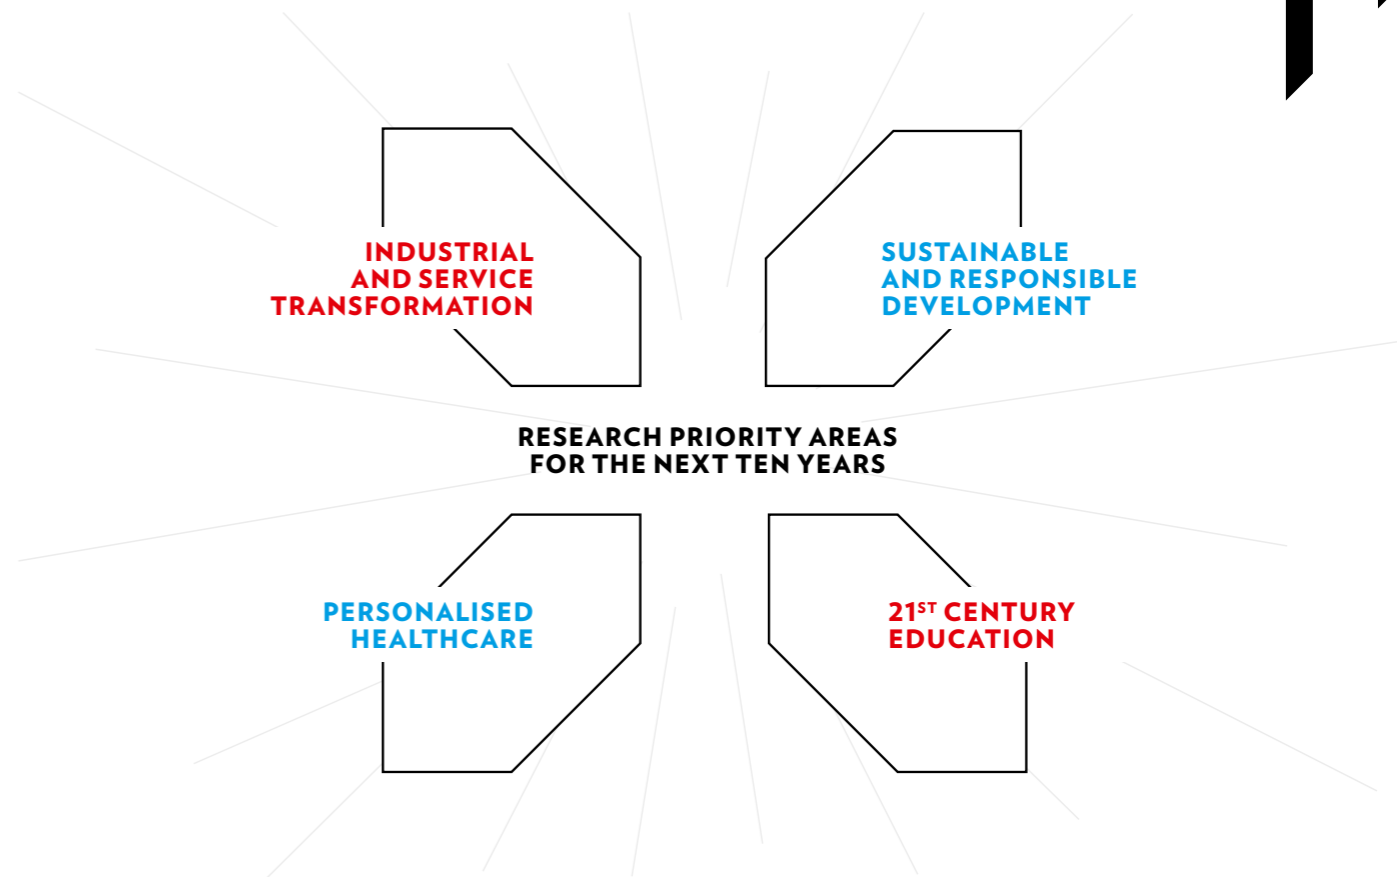 INDUSTRIAL
AND SERVICE
TRANSFORMATION
SUSTAINABLE
AND RESPONSIBLE
DEVELOPMENT
RESEARCH PRIORITY AREAS
FOR THE NEXT TEN YEARS
PERSONALISED
HEALTHCARE
21ST CENTURY
EDUCATION